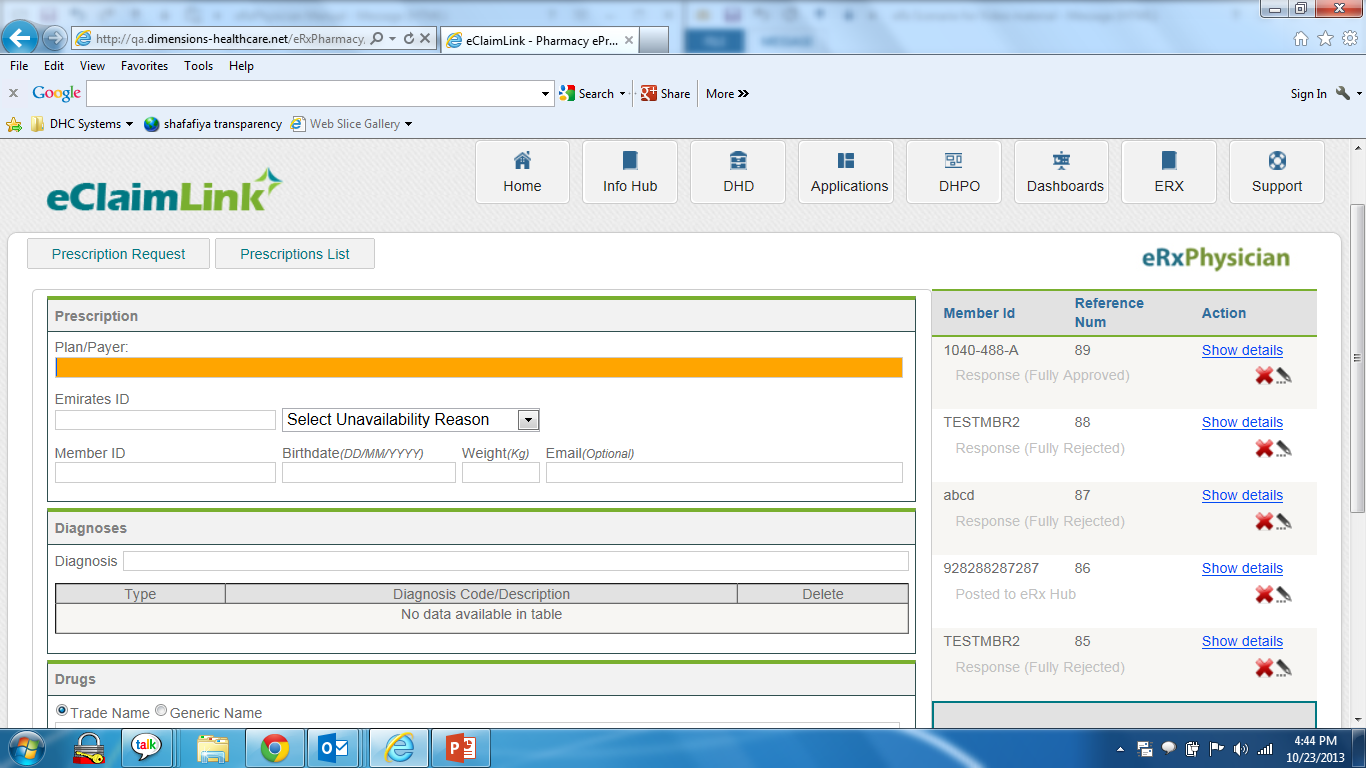 http://qa.dimensions-healthcare.net/eRxPharmacy
eClaimLink - Pharmacy ePr...
File Edit View Favorites Tools Help
x Google Search Share More »
Sign In
DHC Systems shafafiya transparency Web Slice Gallery
eClaimLink
Home Info Hub DHD Applications DHPO Dashboards ERX Support
Prescription Request Prescriptions List
eRxPhysician
Prescription
Plan/Payer:
Emirates ID
Select Unavailability Reason
Member ID Birthdate(DD/MM/YYYY) Weight(Kg) Email(Optional)
Diagnoses
Diagnosis
Type Diagnosis Code/Description Delete
No data available in table
Drugs
Trade Name Generic Name
Member Id Reference Num Action
1040-488-A 89 Show details
Response (Fully Approved)
TESTMBR2 88 Show details
Response (Fully Rejected)
abcd 87 Show details
Response (Fully Rejected)
928288287287 86 Show details
Posted to eRx Hub
TESTMBR2 85 Show details
Response (Fully Rejected)
talk
4:44 PM
10/23/2013